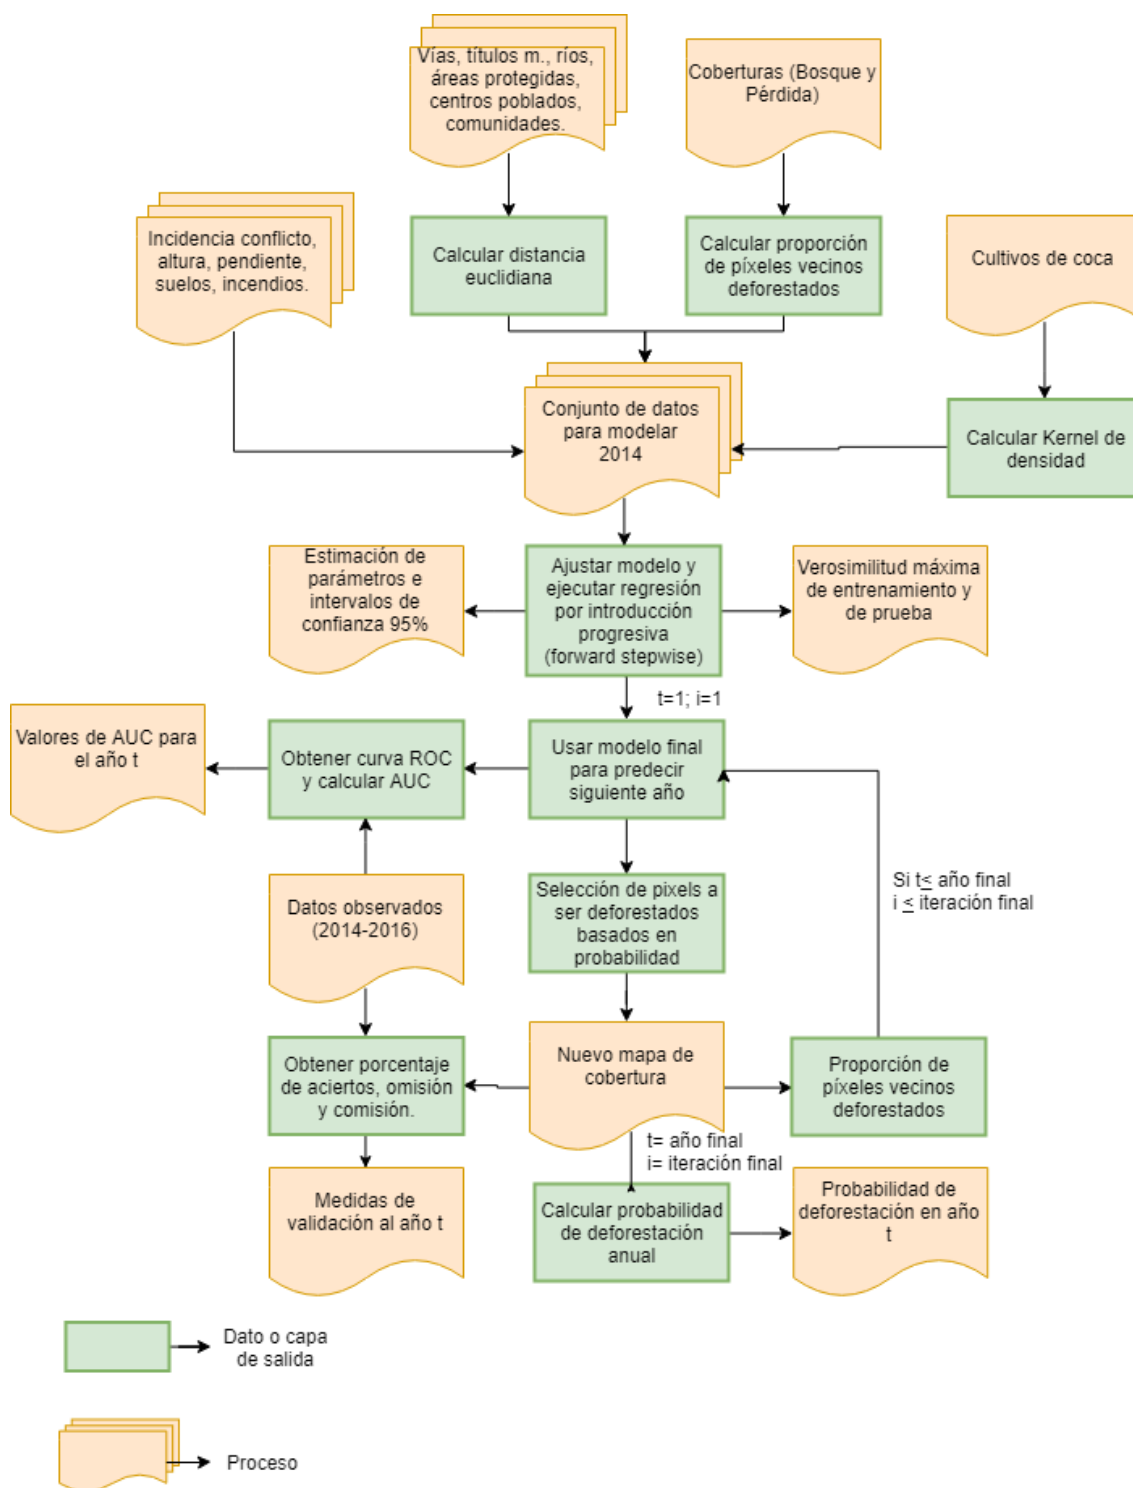 Vías, títulos m., ríos,
áreas protegidas,
centros poblados,
comunidades.
Coberturas (Bosque y
Pérdida)
Incidencia conflicto,
altura, pendiente,
suelos, incendios.
Calcular distancia
euclidiana
Calcular proporción
de píxeles vecinos
deforestados
Cultivos de coca
Conjunto de datos
para modelar
2014
Calcular Kernel de
densidad
Estimación de
parámetros e
intervalos de
confianza 95%
Ajustar modelo y
ejecutar regresión
por introducción
progresiva
(forward stepwise)
Verosimilitud máxima
de entrenamiento y
de prueba
t=1; i=1
Valores de AUC para
el año t
Obtener curva ROC
y calcular AUC
Usar modelo final
para predecir
siguiente año
Datos observados
(2014-2016)
Selección de pixels a
ser deforestados
basados en
probabilidad
Si t≤ año final
i ≤ iteración final
Obtener porcentaje
de aciertos, omisión
y comisión.
Nuevo mapa de
cobertura
Proporción de
píxeles vecinos
deforestados
t= año final
i= iteración final
Medidas de
validación al año t
Calcular probabilidad
de deforestación
anual
Probabilidad de
deforestación en año
t
Dato o capa
de salida
Proceso